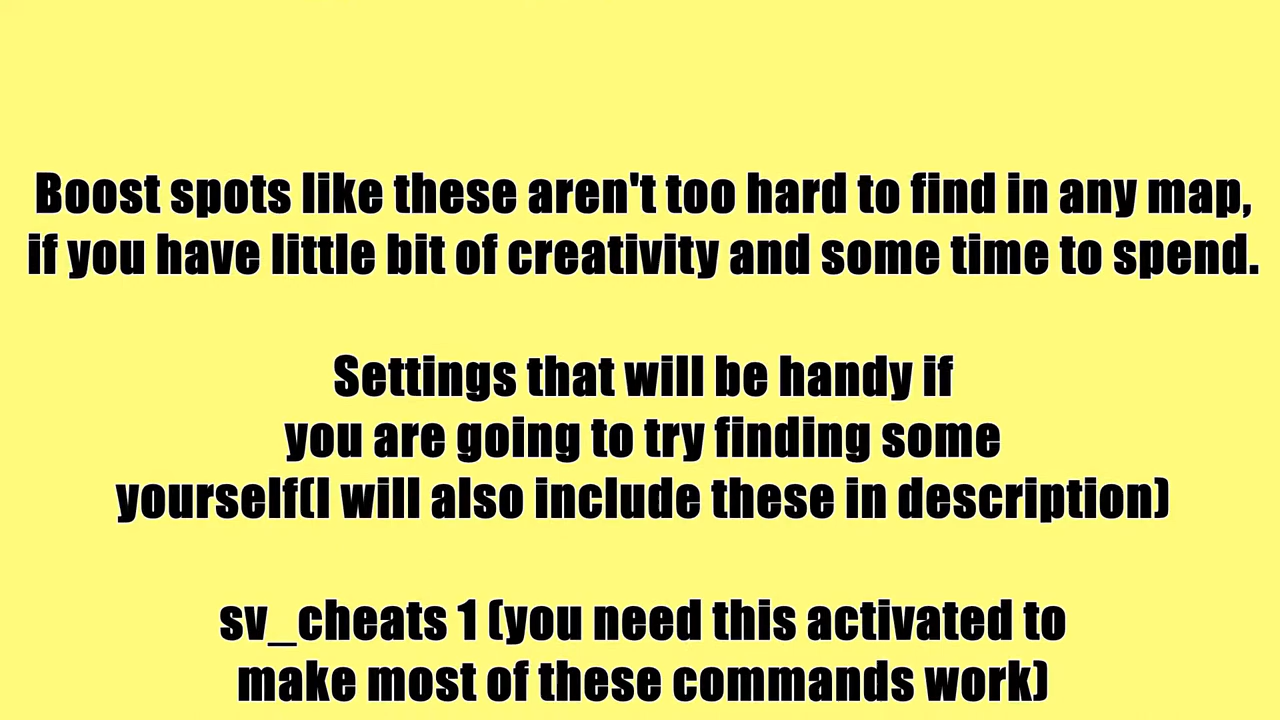 Boost spots like these aren't too hard to find in any map,
if you have little bit of creativity and some time to spend.
Settings that will be handy if
you are going to try finding some
yourself(I will also include these in description)
sv_cheats 1 (you need this activated to
make most of these commands work)